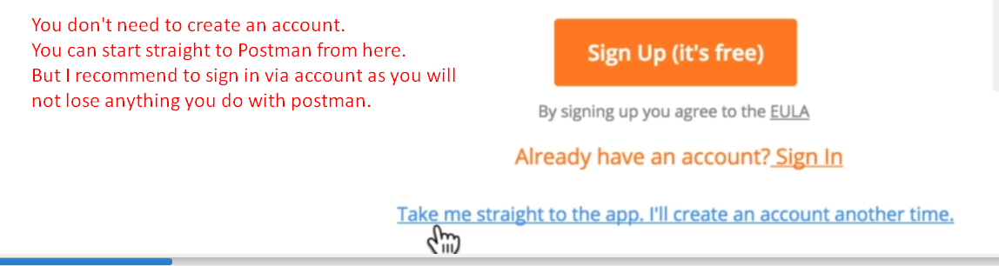 You don't need to create an account.
You can start straight to Postman from here.
But I recommend to sign in via account as you will
not lose anything you do with postman.
Sign Up (it's free)
By signing up you agree to the EULA
Already have an account? Sign In
Take me straight to the app. I'll create an account another time.